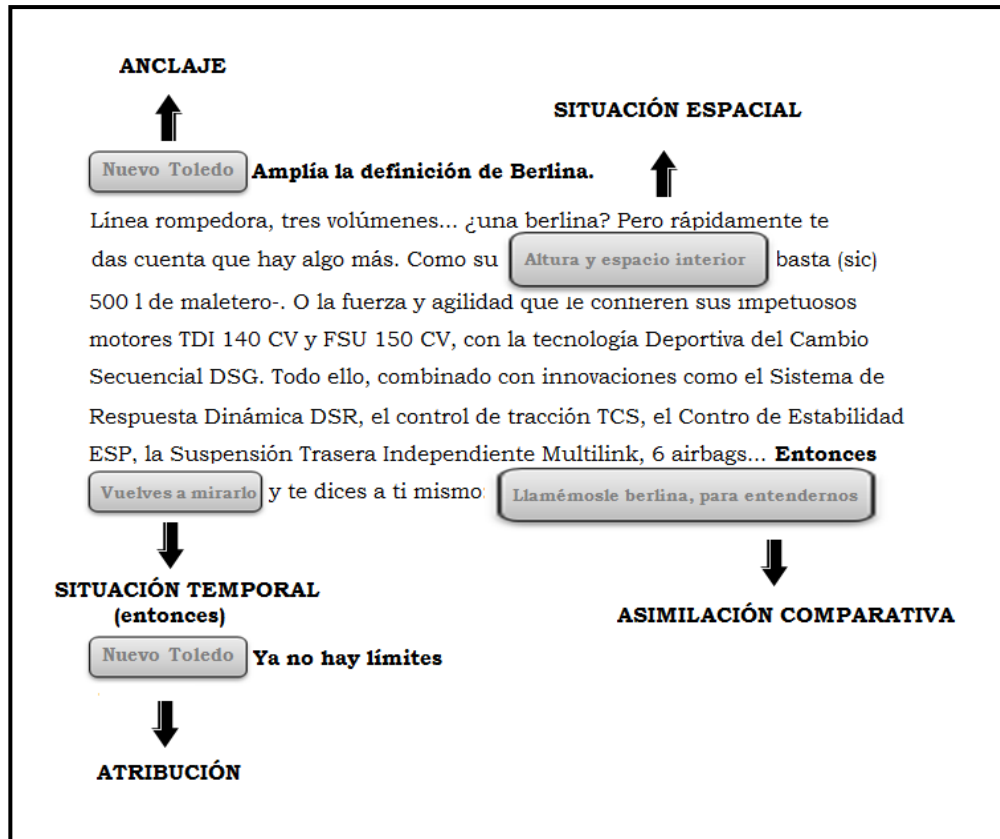 ANCLAJE
SITUACIÓN ESPACIAL
Nuevo Toledo Amplía la definición de Berlina.
Línea rompedora, tres volúmenes... ¿una berlina? Pero rápidamente te
das cuenta que hay algo más. Como su Altura y espacio interior basta (sic)
500 l de maletero-. O la fuerza y agilidad que le confieren sus impetuosos
motores TDI 140 CV y FSU 150 CV, con la tecnología Deportiva del Cambio
Secuencial DSG. Todo ello, combinado con innovaciones como el Sistema de
Respuesta Dinámica DSR, el control de tracción TCS, el Contro de Estabilidad
ESP, la Suspensión Trasera Independiente Multilink, 6 airbags... Entonces
Vuelves a mirarlo y te dices a ti mismo: Llamémosle berlina, para entendernos
SITUACIÓN TEMPORAL
(entonces)
ASIMILACIÓN COMPARATIVA
Nuevo Toledo Ya no hay límites
ATRIBUCIÓN